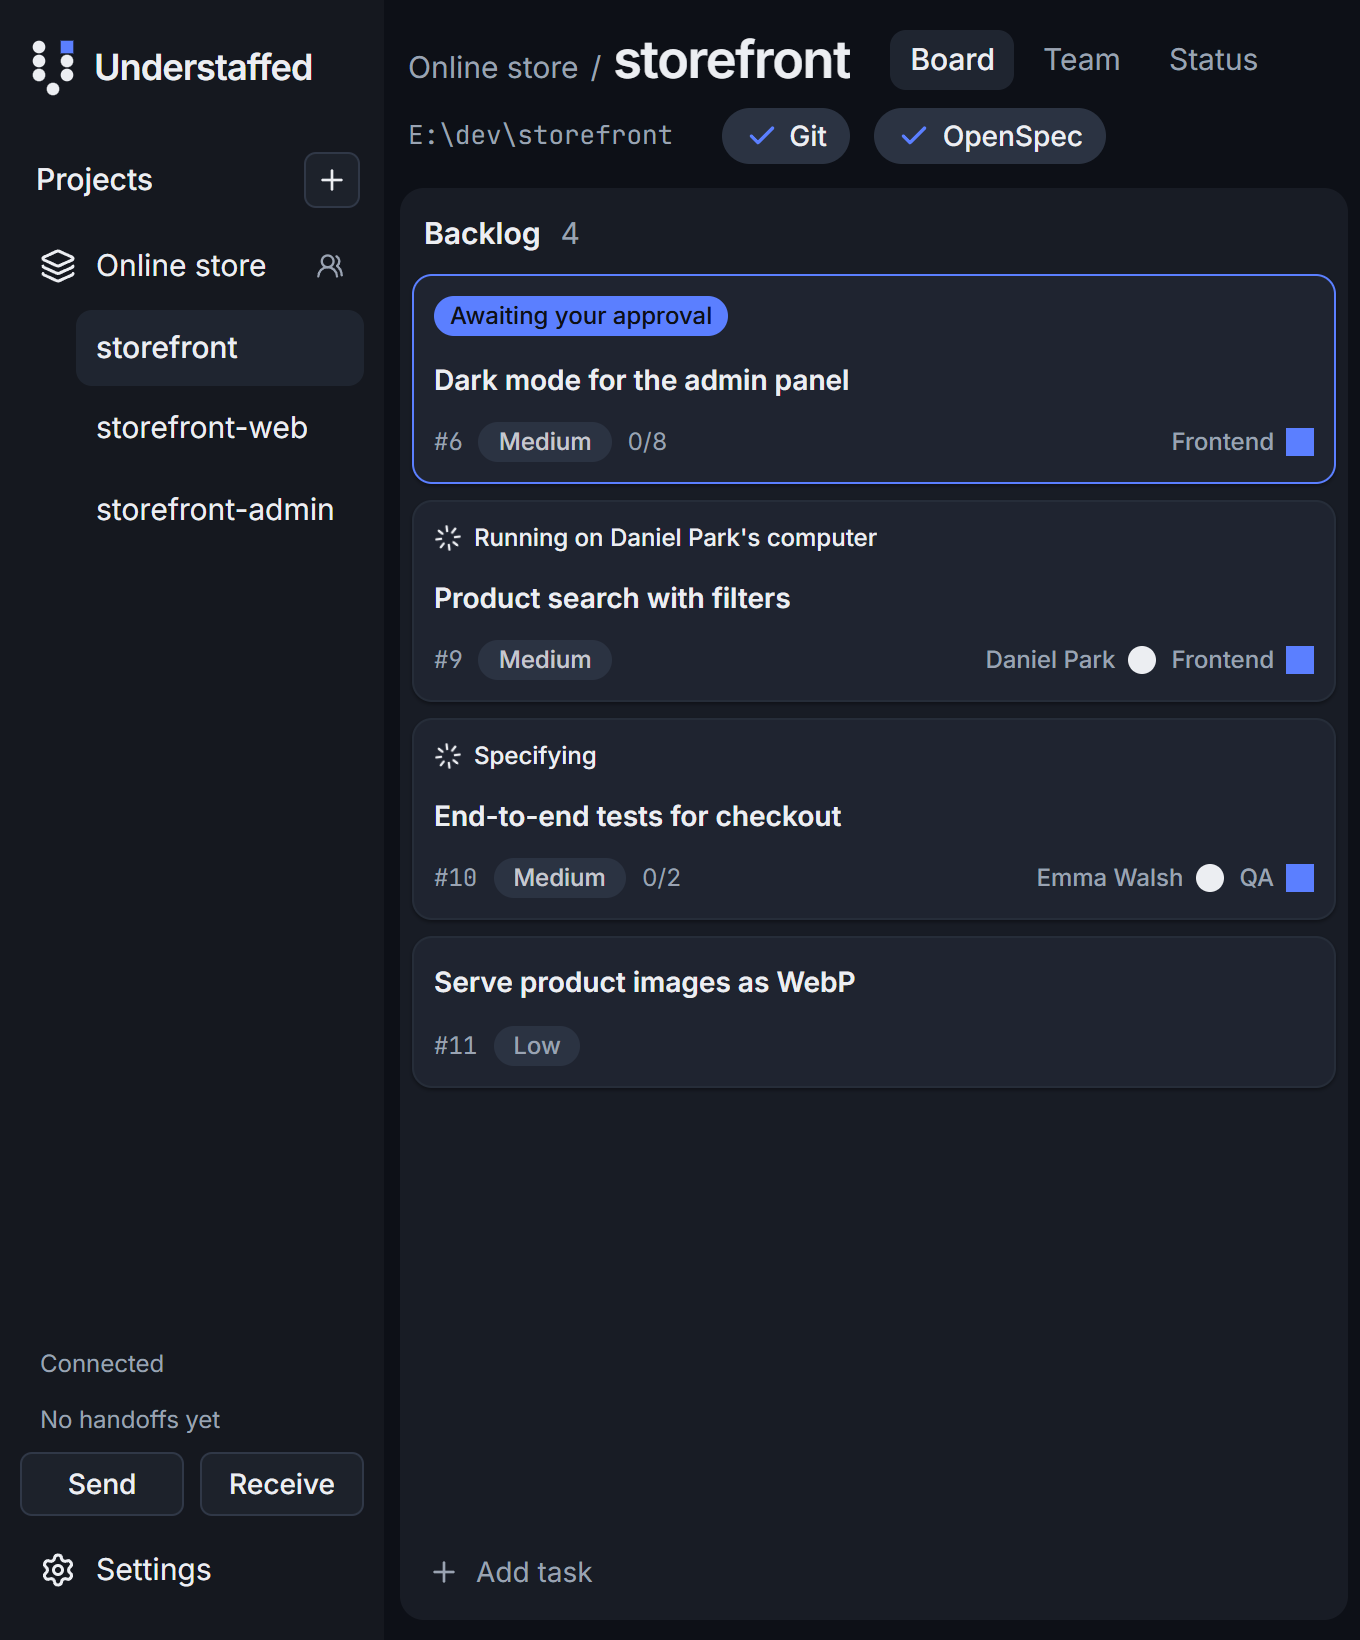 Understaffed
Projects
Online store
storefront
storefront-web
storefront-admin
Connected
No handoffs yet
Send
Receive
Settings
Online store / storefront
Board
Team
Status
E:\dev\storefront
Git
OpenSpec
Backlog 4
Awaiting your approval
Dark mode for the admin panel
#6 Medium 0/8 Frontend
Running on Daniel Park's computer
Product search with filters
#9 Medium Daniel Park Frontend
Specifying
End-to-end tests for checkout
#10 Medium 0/2 Emma Walsh QA
Serve product images as WebP
#11 Low
Add task